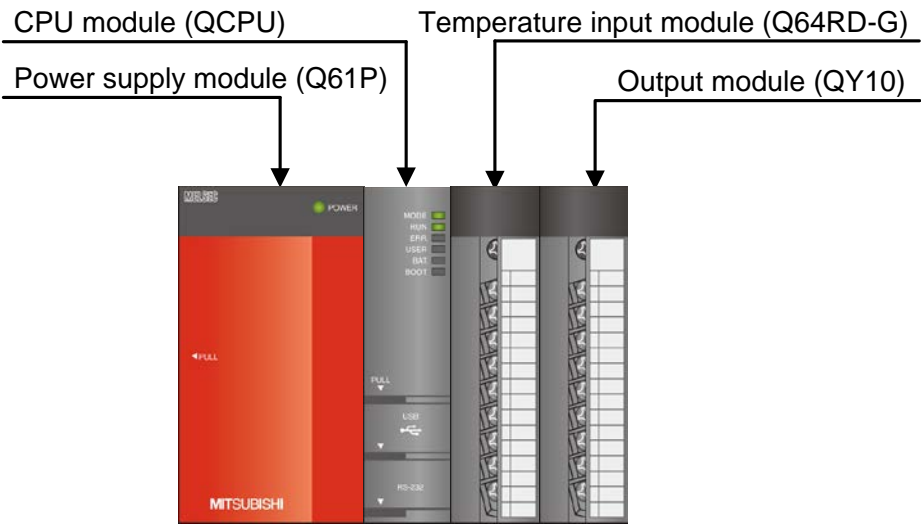 CPU module (QCPU)
Temperature input module (Q64RD-G)
Power supply module (Q61P)
Output module (QY10)
MELSEC
POWER
MODE
RUN
ERR.
USER
BAT.
BOOT
PULL
PULL
USB
RS-232
MITSUBISHI